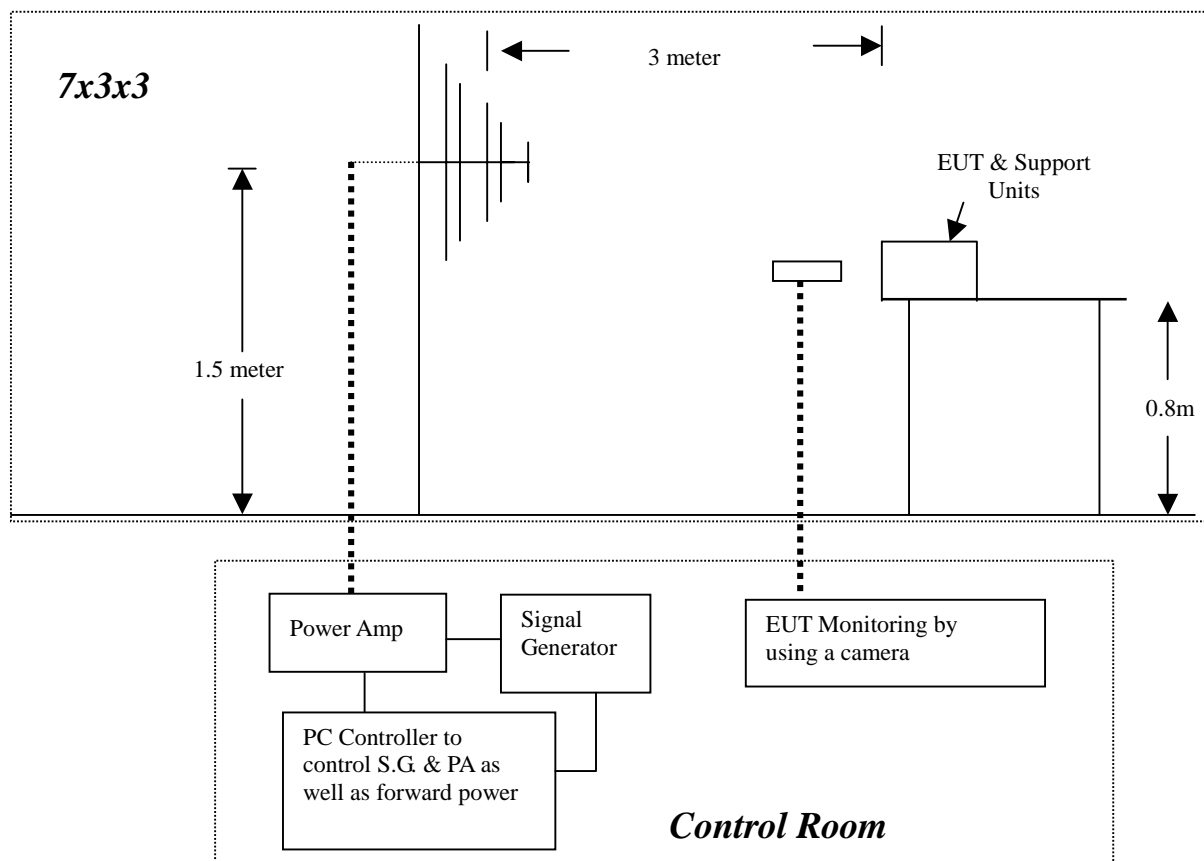 7x3x3
3 meter
EUT & Support
Units
1.5 meter
0.8m
Power Amp
Signal
Generator
EUT Monitoring by
using a camera
PC Controller to
control S.G. & PA as
well as forward power
Control Room